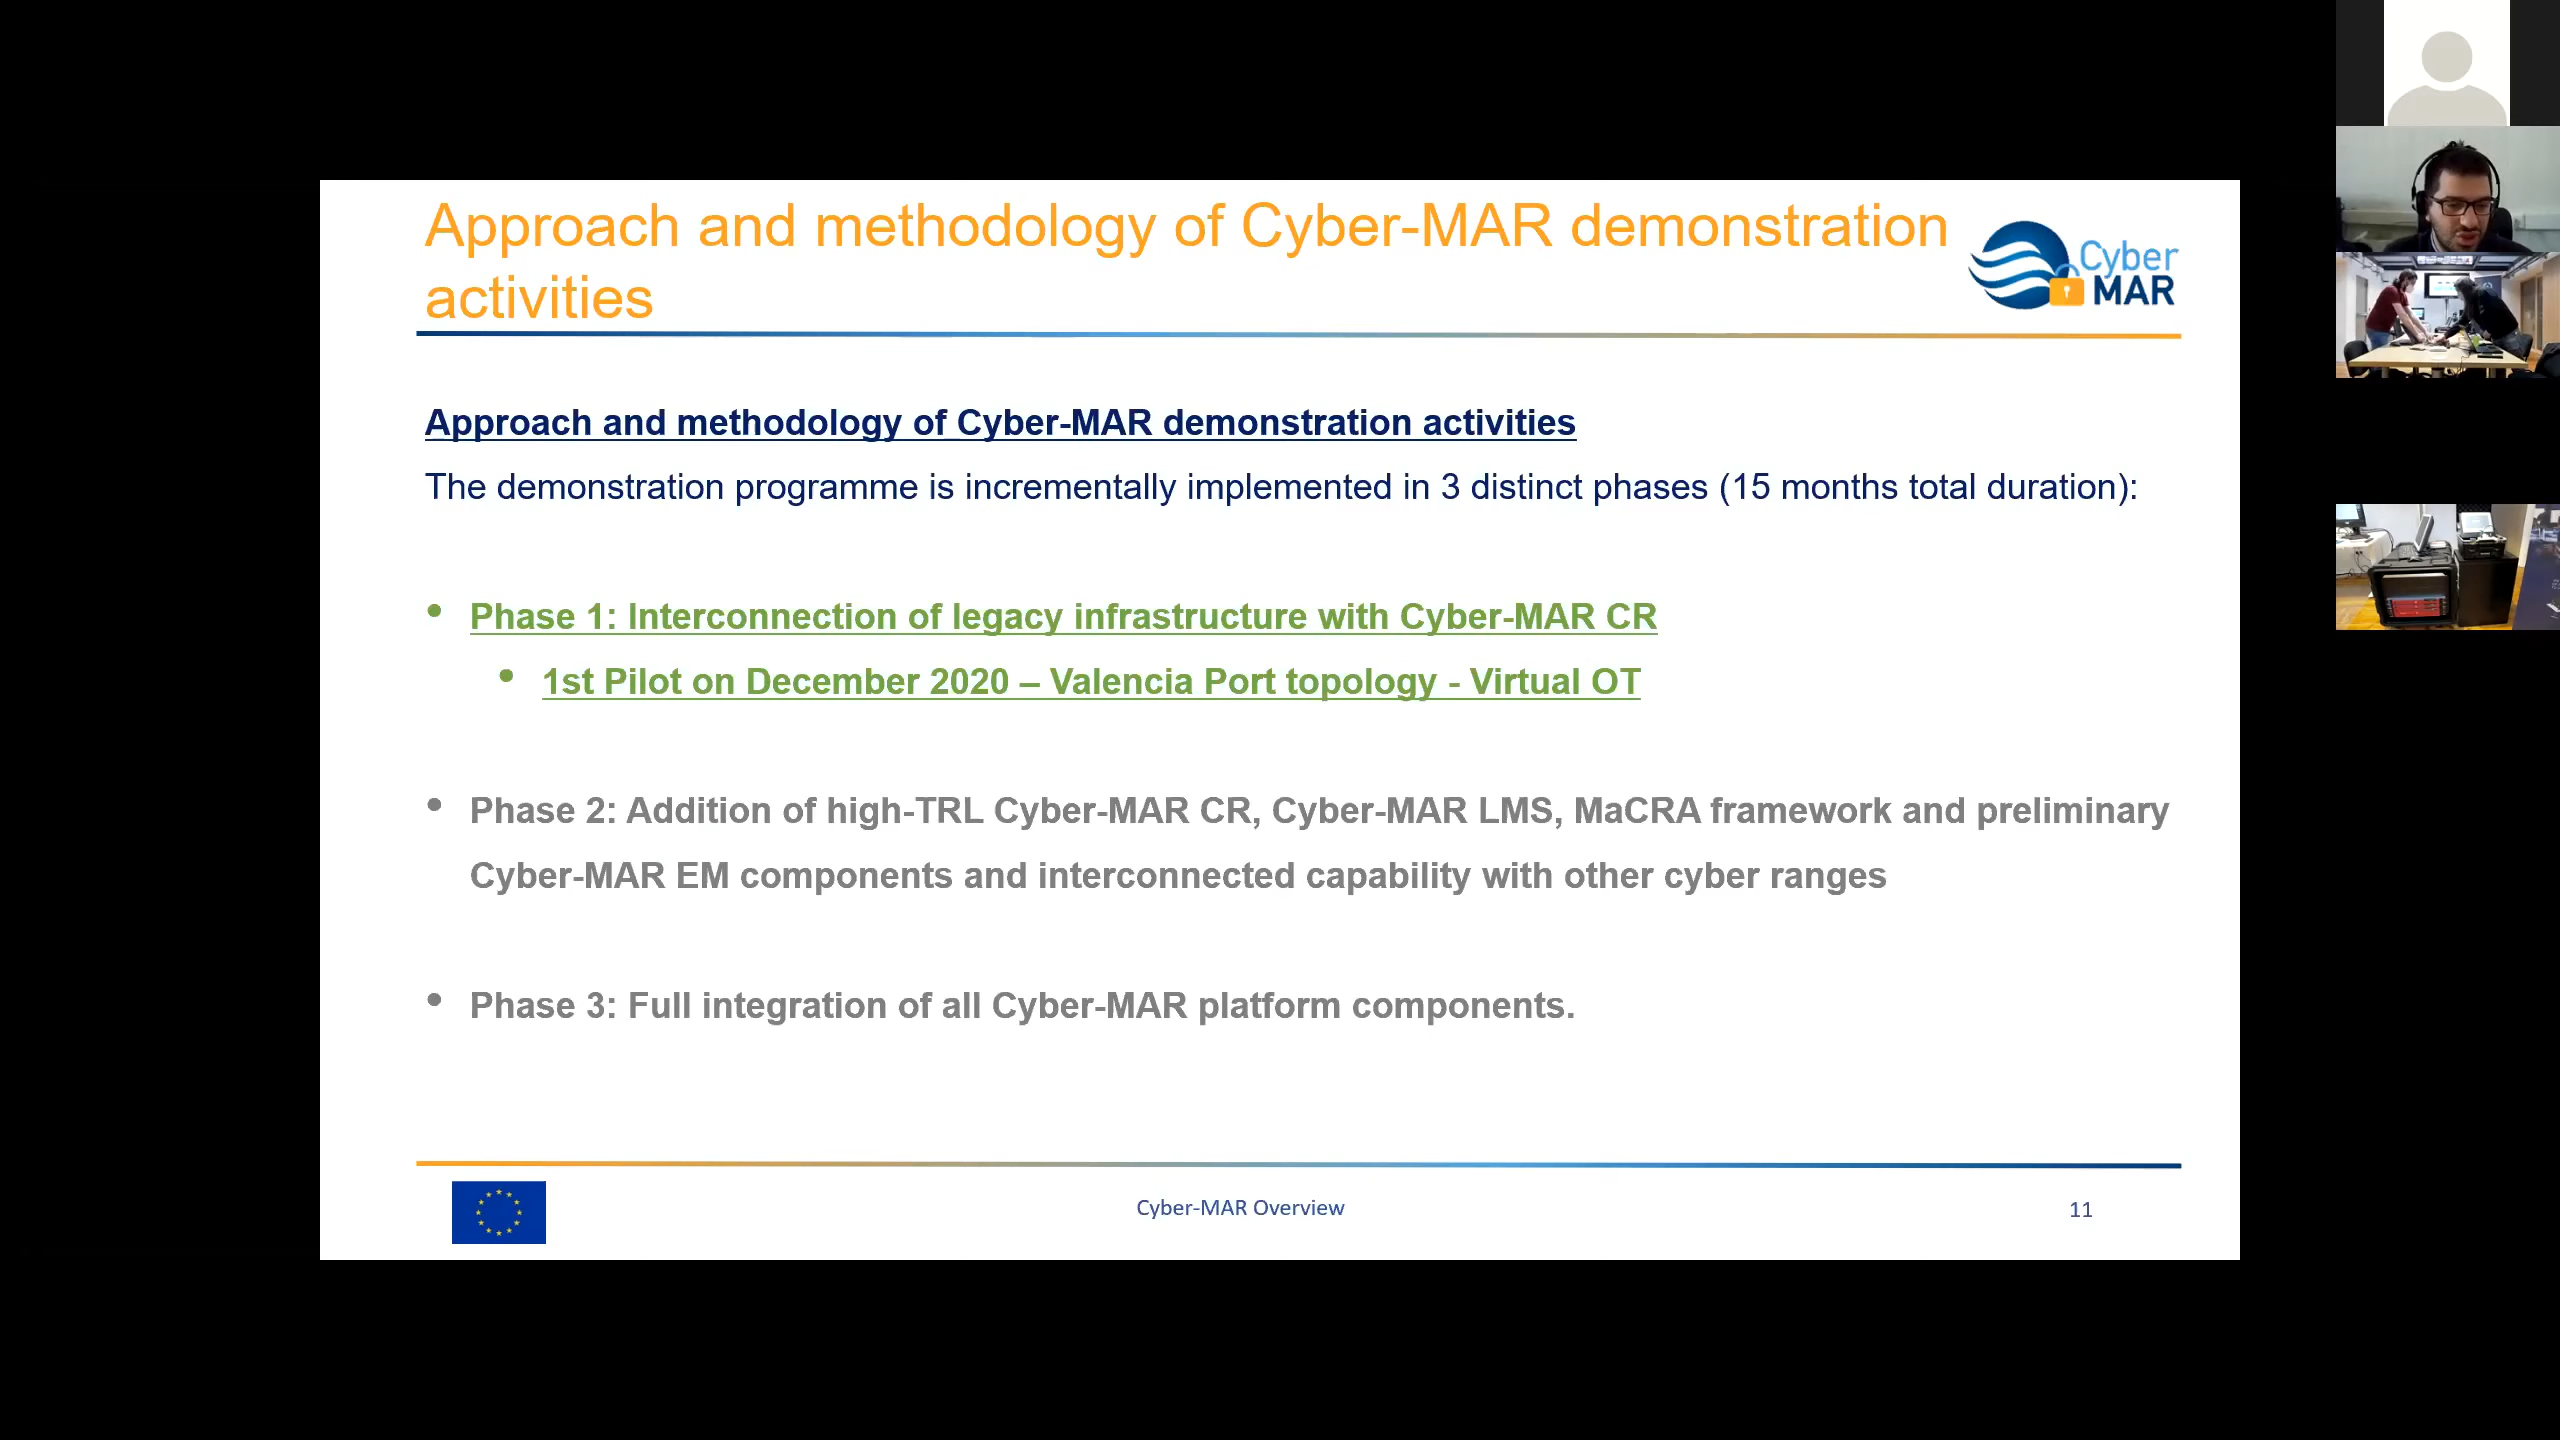 Approach and methodology of Cyber-MAR demonstration
activities
Cyber
MAR
Approach and methodology of Cyber-MAR demonstration activities
The demonstration programme is incrementally implemented in 3 distinct phases (15 months total duration):
• Phase 1: Interconnection of legacy infrastructure with Cyber-MAR CR
• 1st Pilot on December 2020 – Valencia Port topology - Virtual OT
• Phase 2: Addition of high-TRL Cyber-MAR CR, Cyber-MAR LMS, MaCRA framework and preliminary
Cyber-MAR EM components and interconnected capability with other cyber ranges
• Phase 3: Full integration of all Cyber-MAR platform components.
Cyber-MAR Overview
11